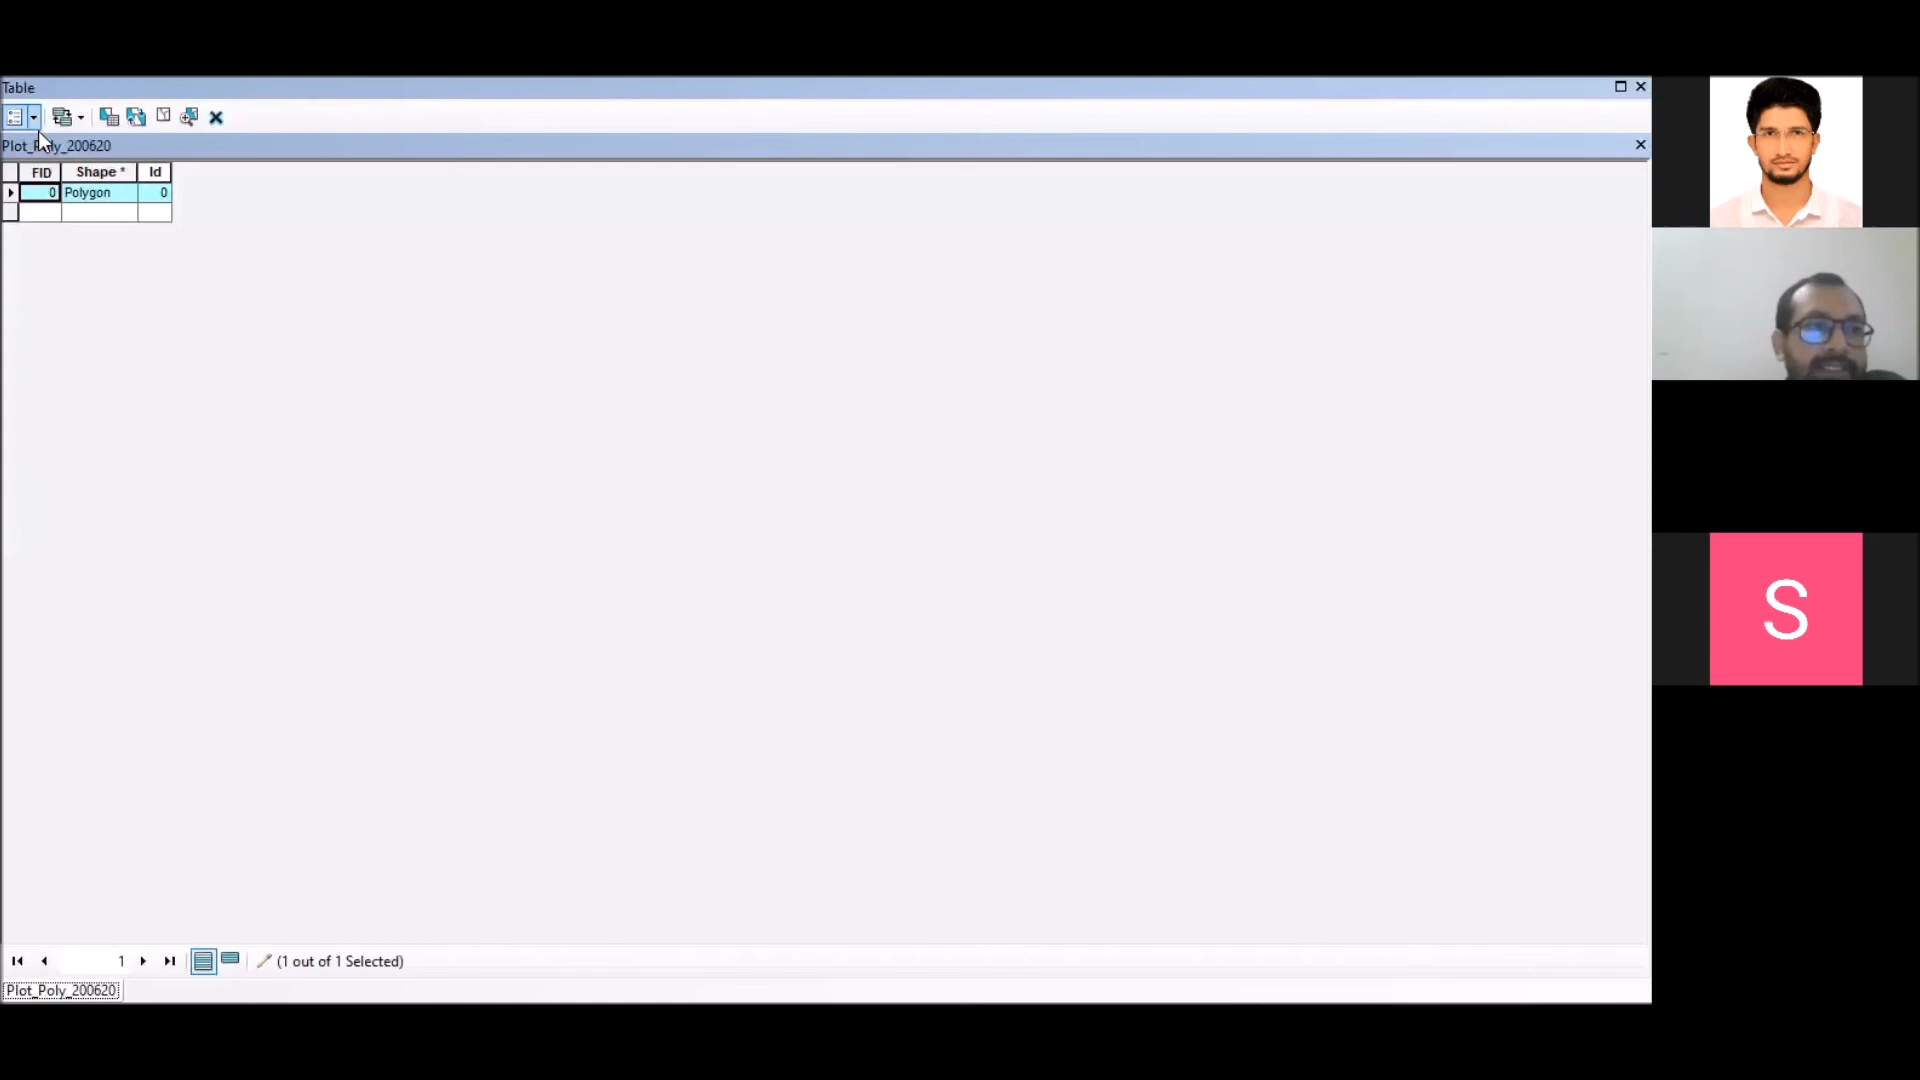 Table
Plot_Poly_200620
FID Shape * Id
0 Polygon 0
S
1 (1 out of 1 Selected)
Plot_Poly_200620